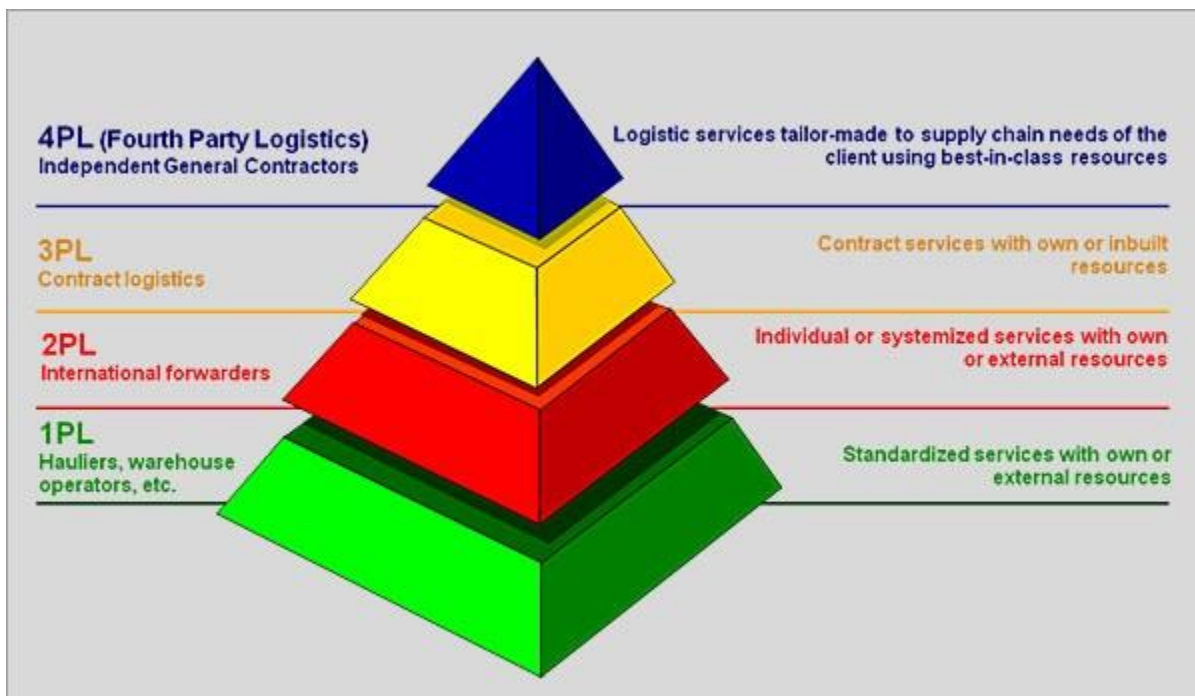 4PL (Fourth Party Logistics)
Independent General Contractors
Logistic services tailor-made to supply chain needs of the
client using best-in-class resources
3PL
Contract logistics
Contract services with own or inbuilt
resources
2PL
International forwarders
Individual or systemized services with own
or external resources
1PL
Hauliers, warehouse
operators, etc.
Standardized services with own or
external resources